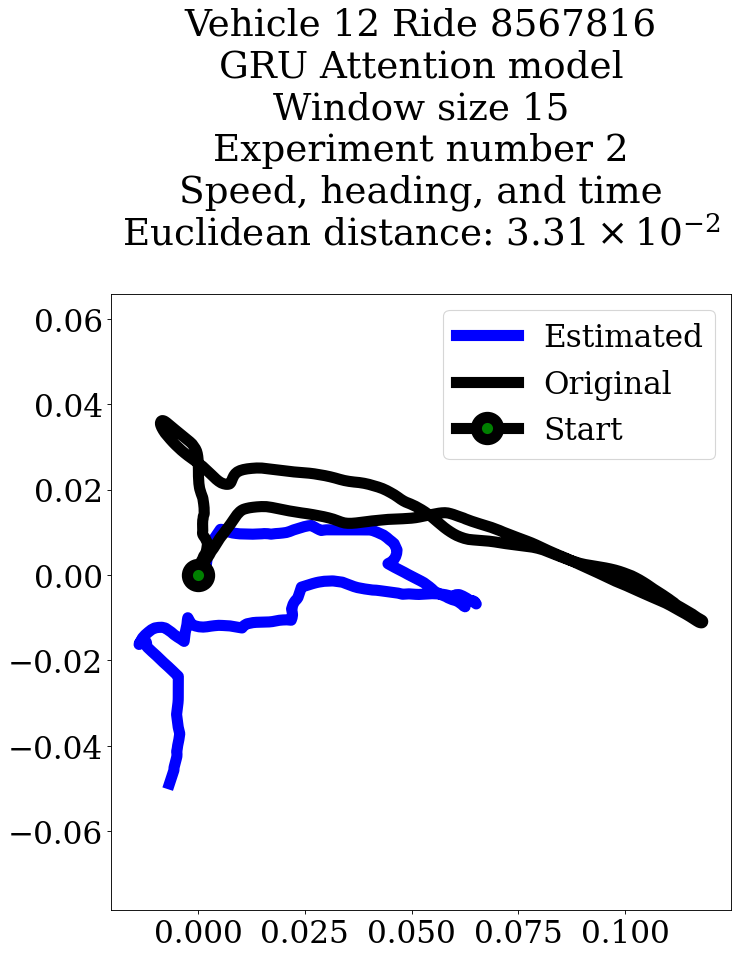 Vehicle 12 Ride 8567816
GRU Attention model
Window size 15
Experiment number 2
Speed, heading, and time
Euclidean distance: 3.31 × 10⁻²
Estimated
Original
Start
0.06
0.04
0.02
0.00
−0.02
−0.04
−0.06
0.000 0.025 0.050 0.075 0.100